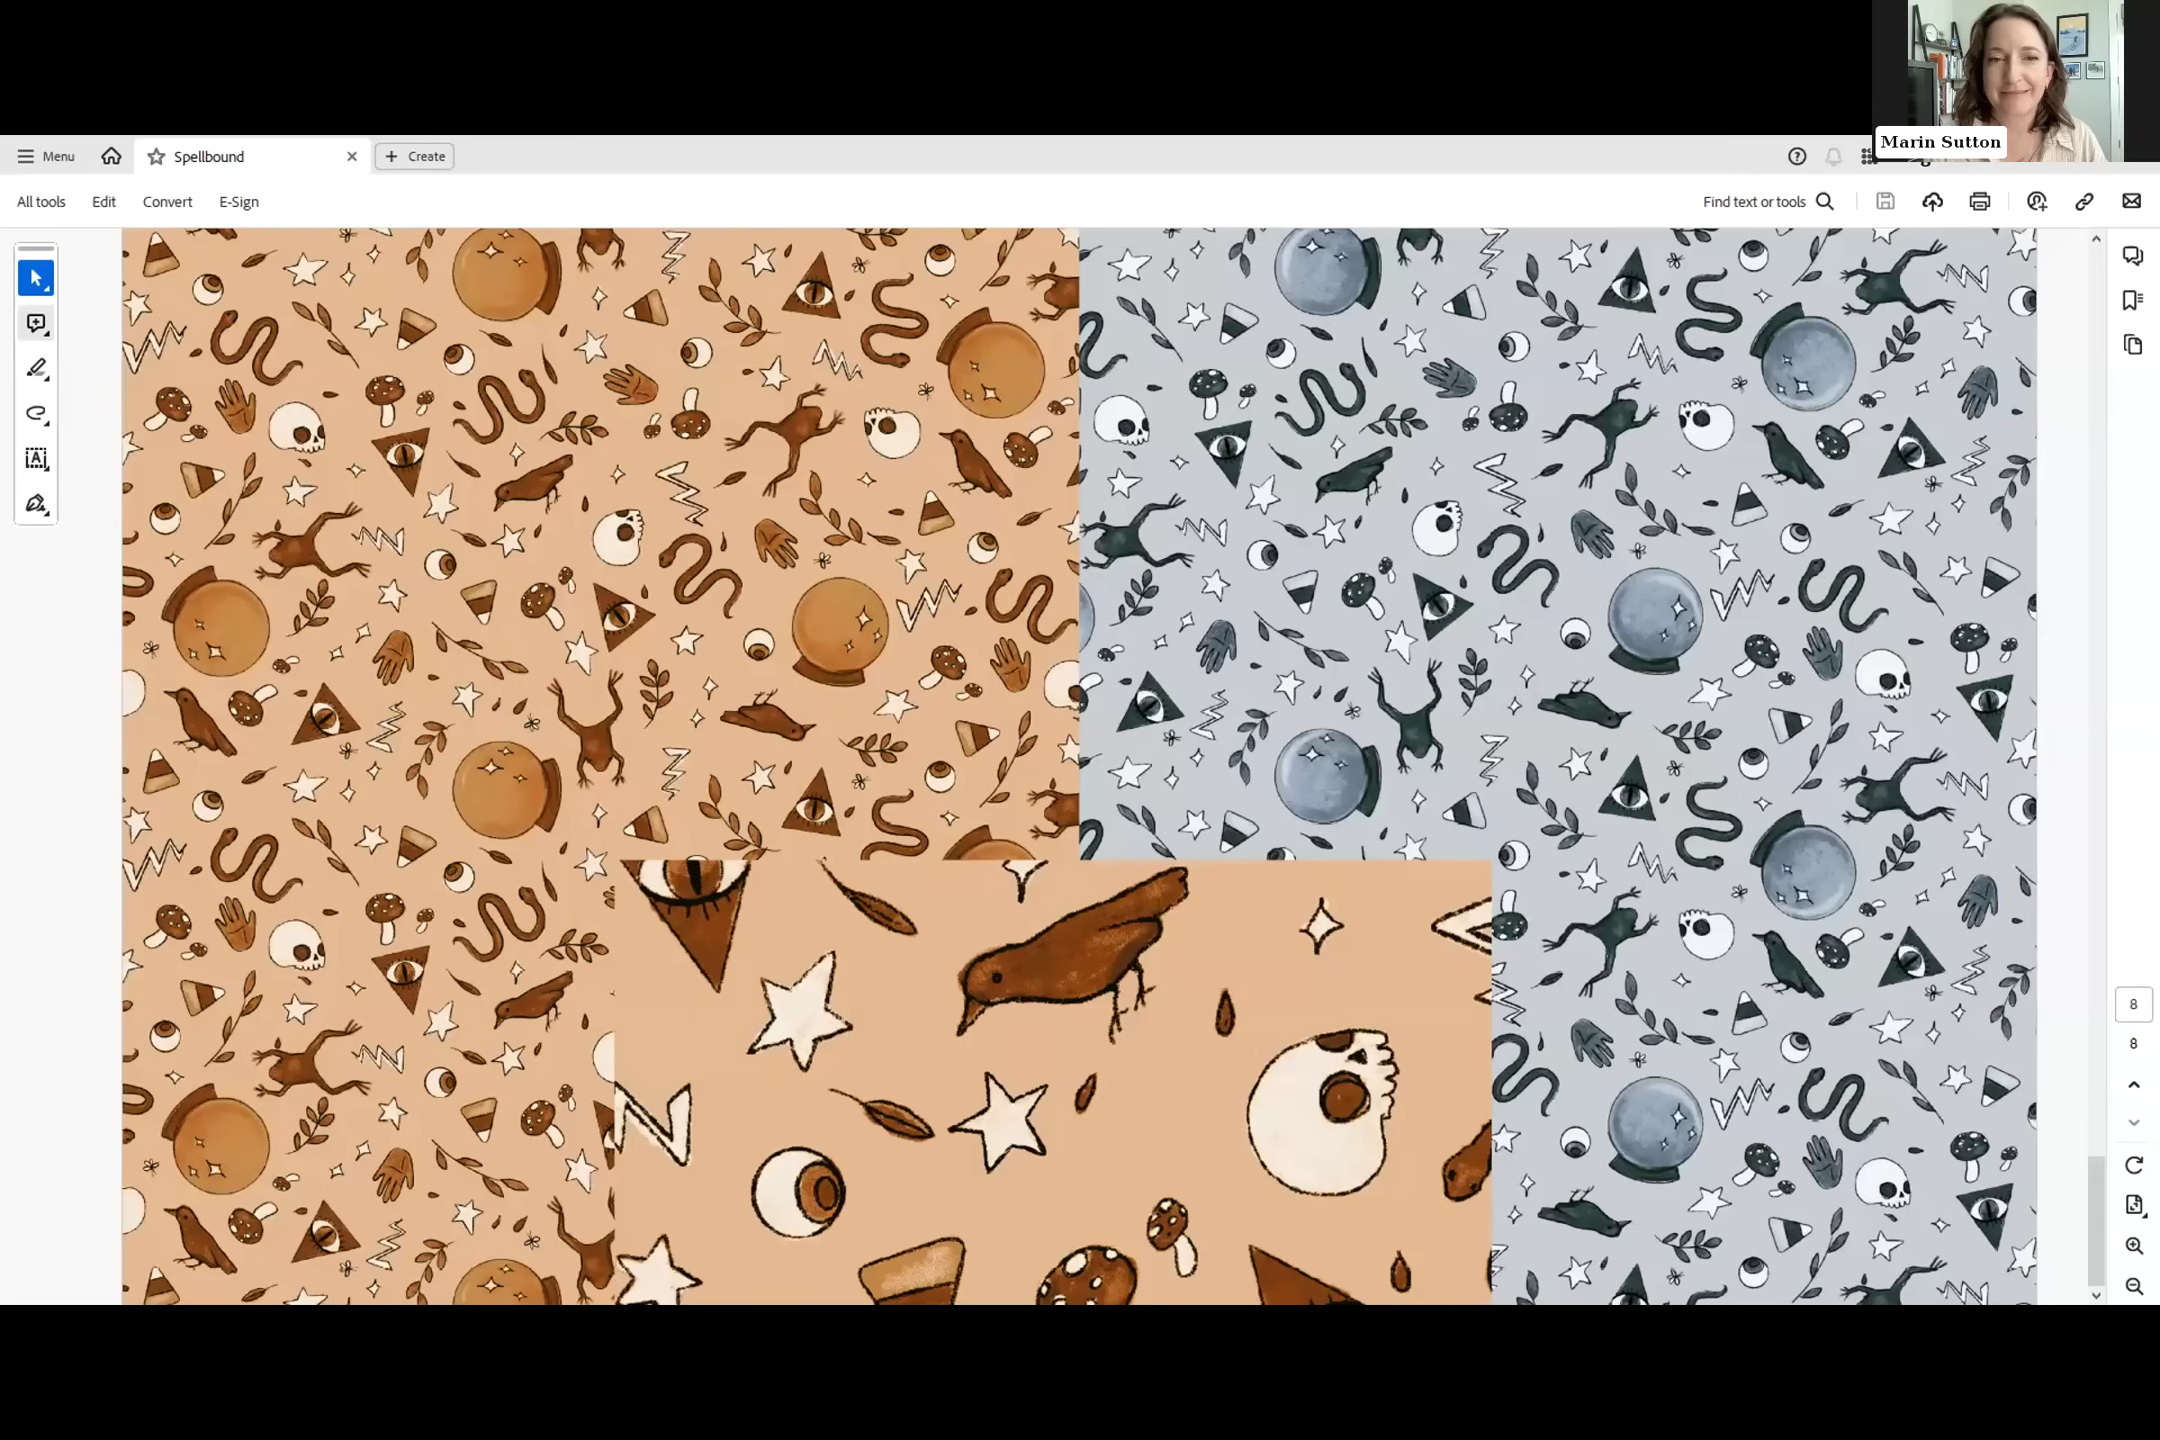 Marin Sutton
Menu
Spellbound
Create
All tools
Edit
Convert
E-Sign
Find text or tools
8
8